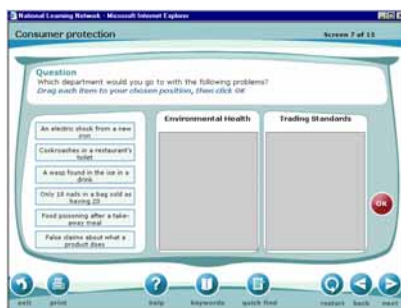 National Learning Network - Microsoft Internet Explorer
Consumer protection
Screen 7 of 13
Question
Which department would you go to with the following problems?
Drag each item to your chosen position, then click OK
Environmental Health
Trading Standards
An electric shock from a new
iron
Cockroaches in a restaurant's
toilet
A wasp found in the ice in a
drink
Only 18 nails in a bag sold as
having 20
Food poisoning after a take-
away meal
False claims about what a
product does
OK
exit
print
help
keywords
quick find
restart
back
next